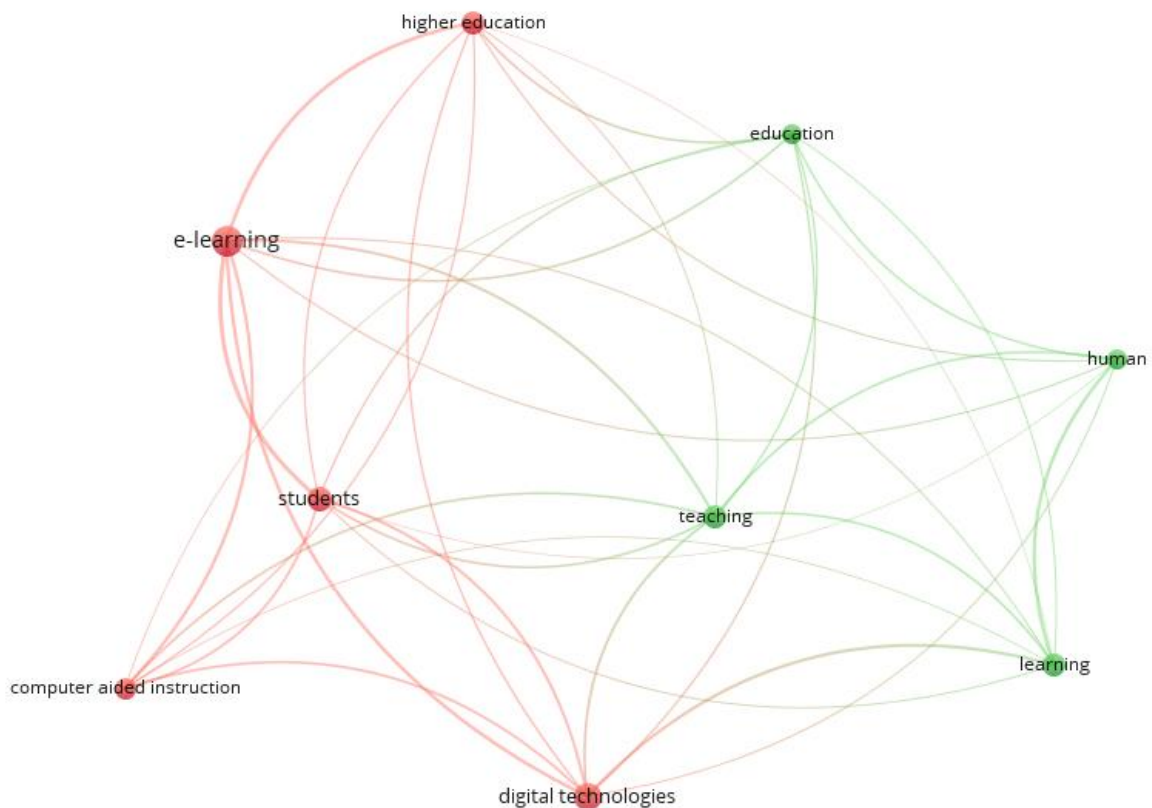 higher education
education
e-learning
human
students
teaching
learning
computer aided instruction
digital technologies